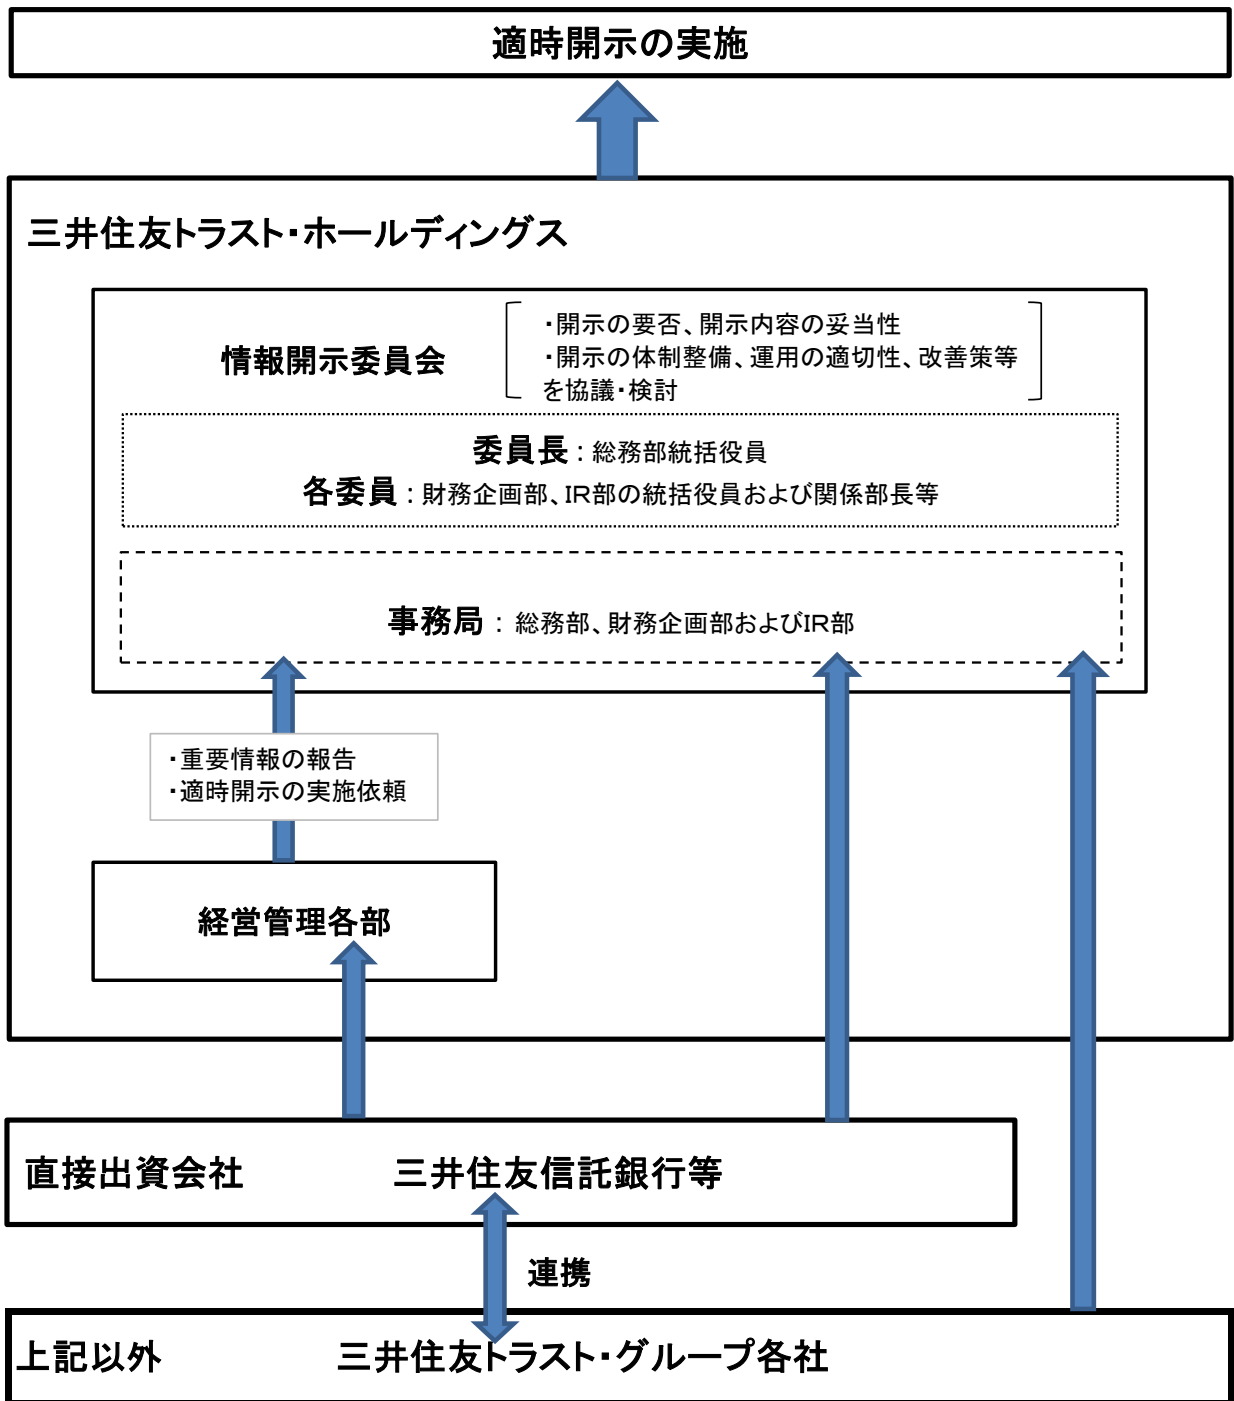 適時開示の実施
三井住友トラスト・ホールディングス
情報開示委員会
・開示の要否、開示内容の妥当性
・開示の体制整備、運用の適切性、改善策等
を協議・検討
委員長：総務部統括役員
各委員：財務企画部、IR部の統括役員および関係部長等
事務局 ： 総務部、財務企画部およびIR部
・重要情報の報告
・適時開示の実施依頼
経営管理各部
直接出資会社 三井住友信託銀行等
連携
上記以外 三井住友トラスト・グループ各社